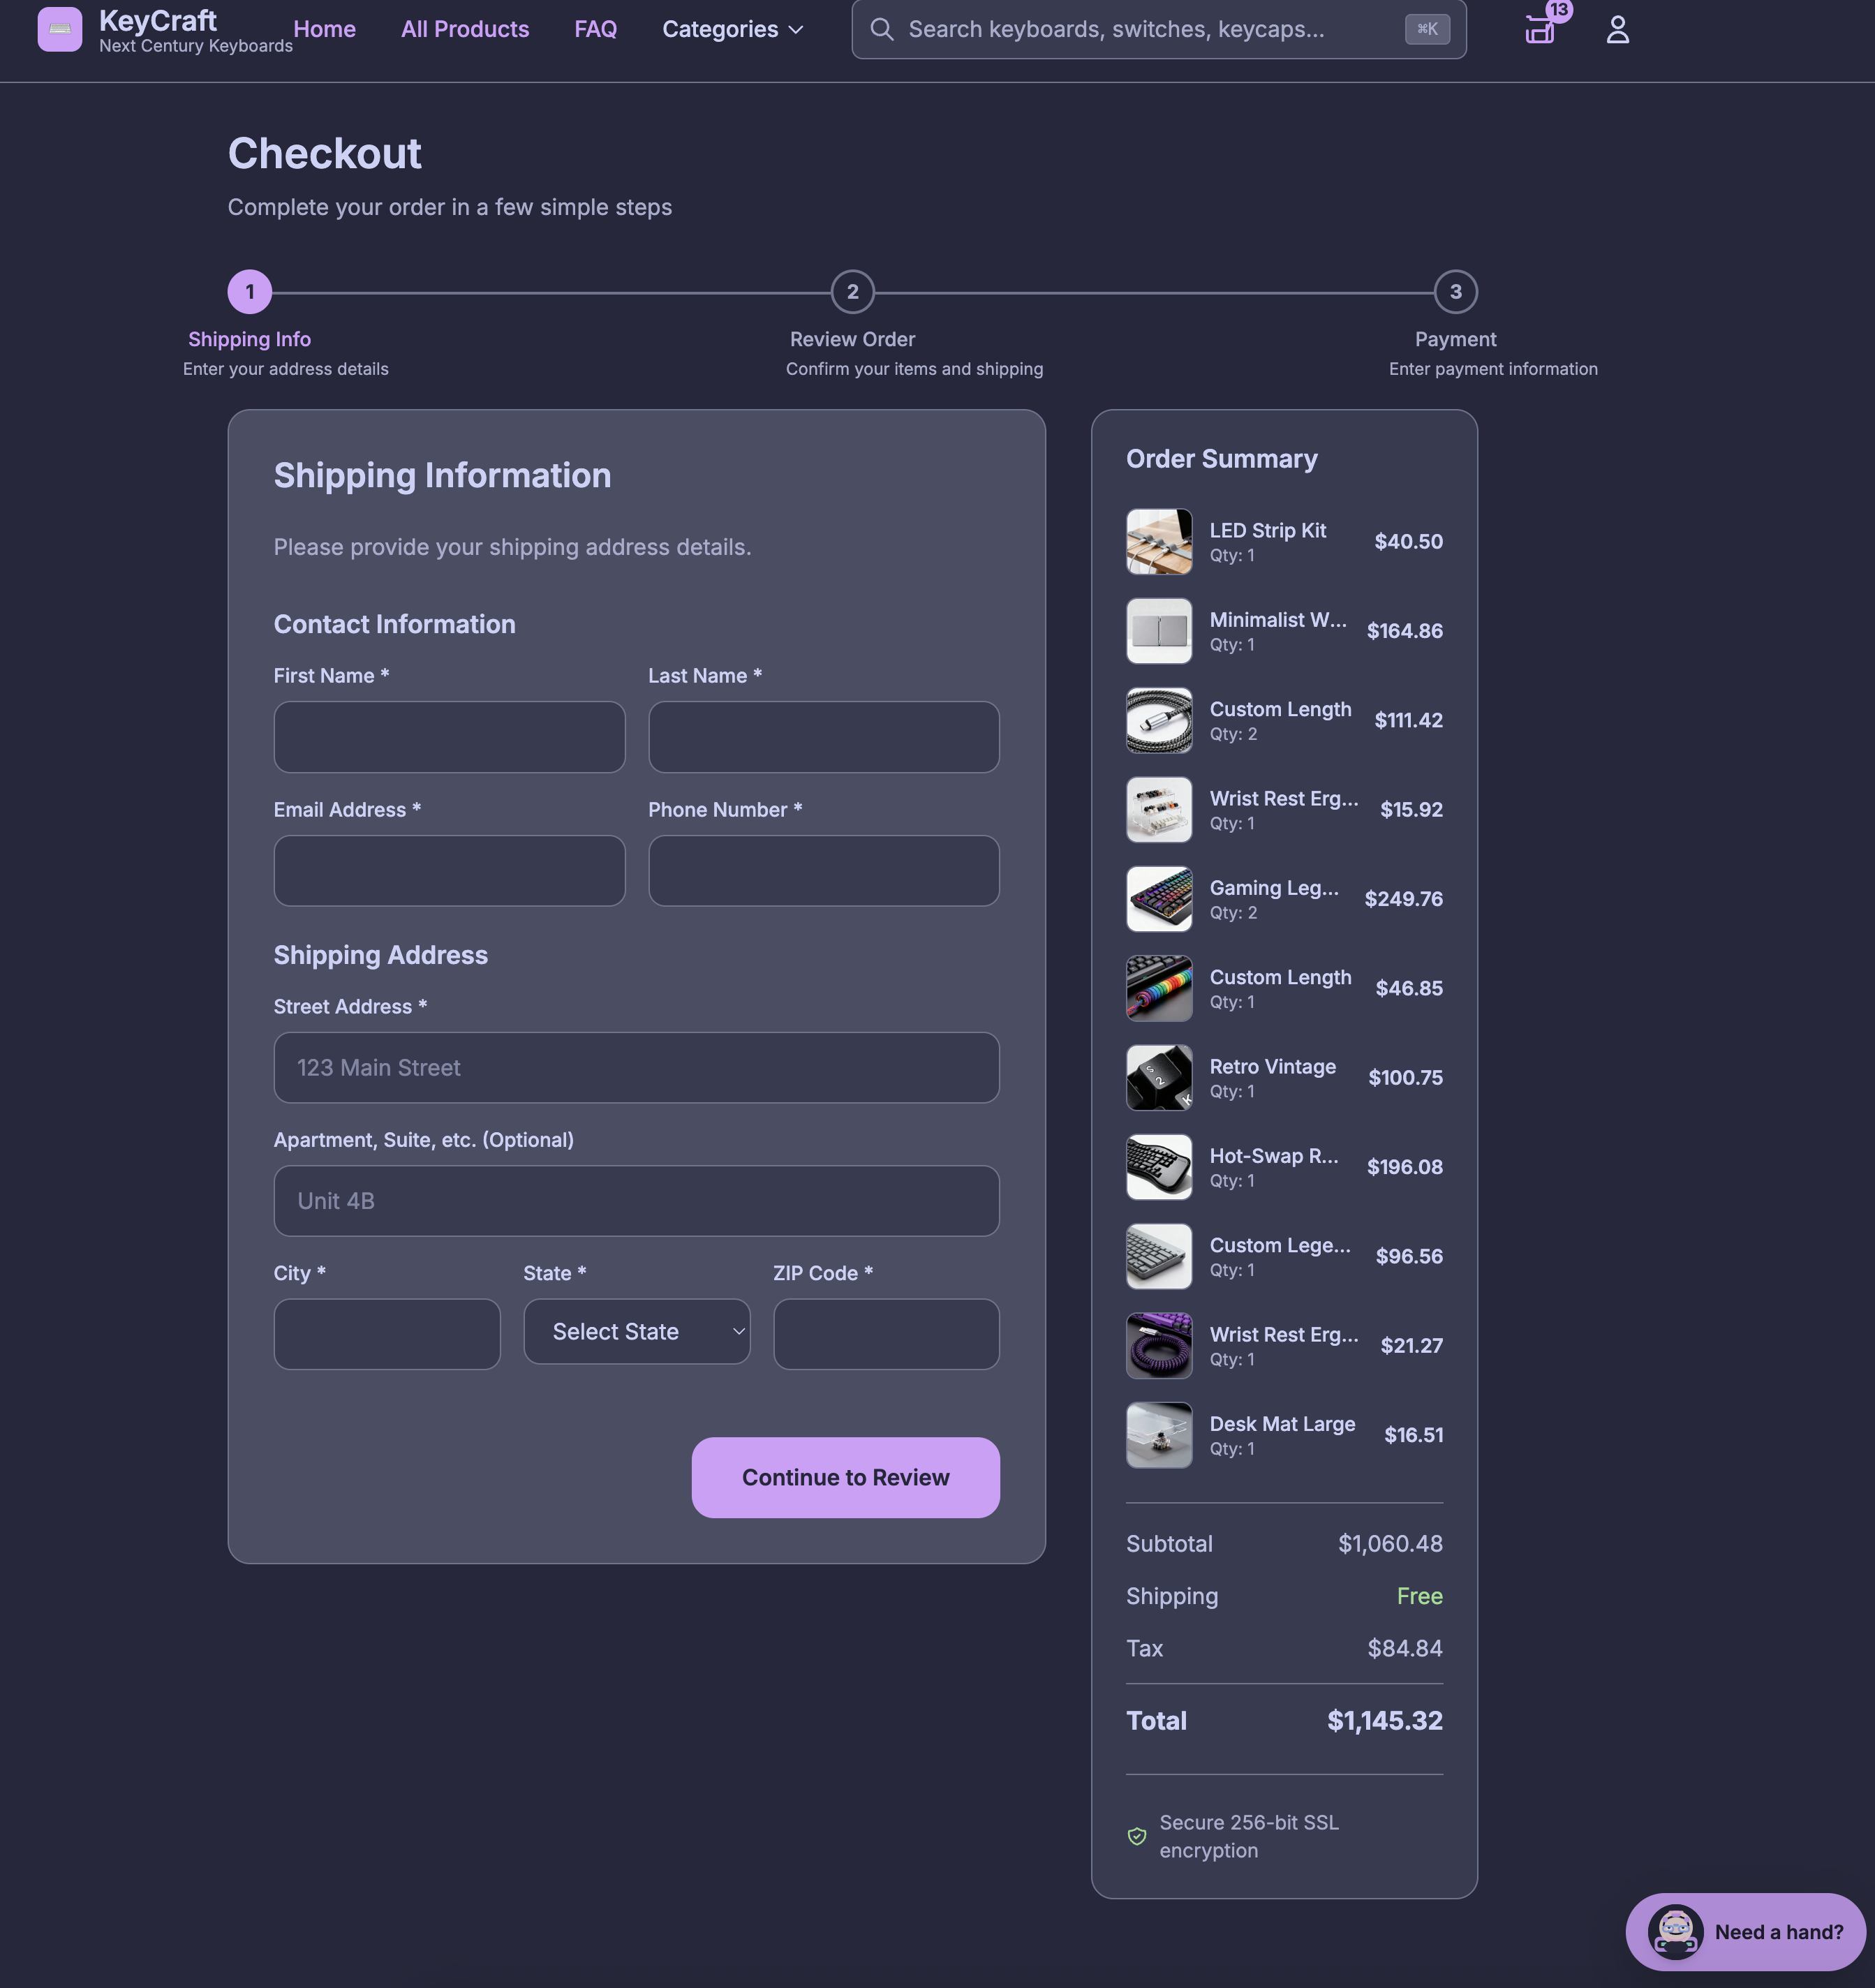 KeyCraft
Next Century Keyboards
Home
All Products
FAQ
Categories
Search keyboards, switches, keycaps...
⌘K
13
Checkout
Complete your order in a few simple steps
1
2
3
Shipping Info
Enter your address details
Review Order
Confirm your items and shipping
Payment
Enter payment information
Shipping Information
Please provide your shipping address details.
Contact Information
First Name *
Last Name *
Email Address *
Phone Number *
Shipping Address
Street Address *
123 Main Street
Apartment, Suite, etc. (Optional)
Unit 4B
City *
State *
ZIP Code *
Select State
Continue to Review
Order Summary
LED Strip Kit
Qty: 1
$40.50
Minimalist W...
Qty: 1
$164.86
Custom Length
Qty: 2
$111.42
Wrist Rest Erg...
Qty: 1
$15.92
Gaming Leg...
Qty: 2
$249.76
Custom Length
Qty: 1
$46.85
Retro Vintage
Qty: 1
$100.75
Hot-Swap R...
Qty: 1
$196.08
Custom Lege...
Qty: 1
$96.56
Wrist Rest Erg...
Qty: 1
$21.27
Desk Mat Large
Qty: 1
$16.51
Subtotal
$1,060.48
Shipping
Free
Tax
$84.84
Total
$1,145.32
Secure 256-bit SSL
encryption
Need a hand?